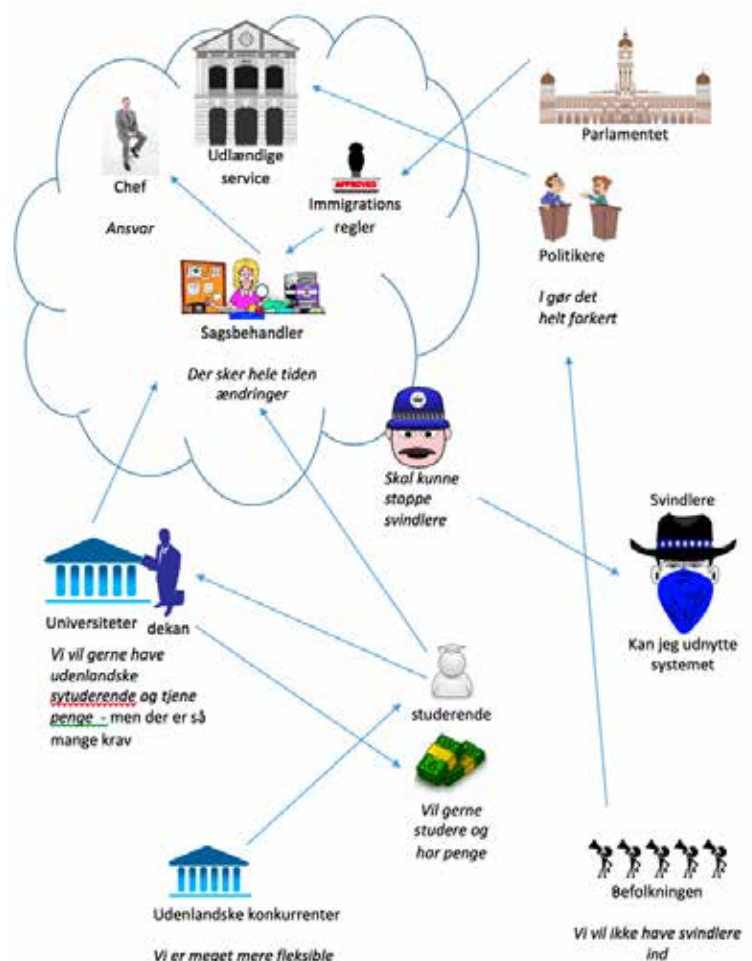 Udlændige
service
Chef
Ansvar
APPROVED
Immigrations
regler
Parlamentet
Politikere
I gør det
helt forkert
Sagsbehandler
Der sker hele tiden
ændringer
Skal kunne
stoppe
svindlere
Svindlere
Kan jeg udnytte
systemet
Universiteter
dekan
Vi vil gerne have
udenlandske
sytuderende og tjene
penge - men der er så
mange krav
studerende
Vil gerne
studere og
har penge
Udenlandske konkurrenter
Vi er meget mere fleksible
Befolkningen
Vi vil ikke have svindlere
ind